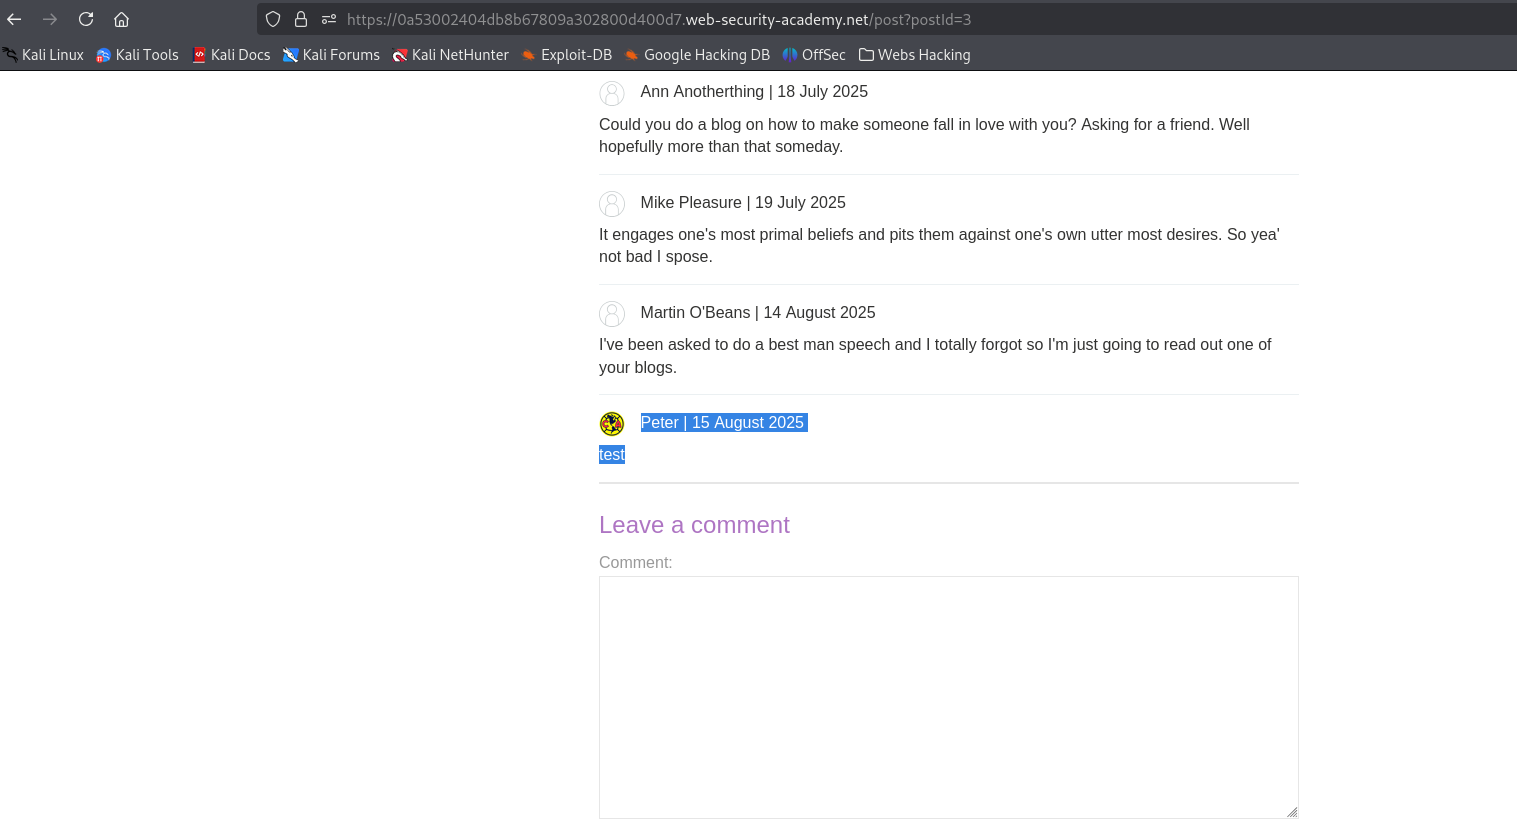 https://0a53002404db8b67809a302800d400d7.web-security-academy.net/post?postId=3
Kali Linux Kali Tools Kali Docs Kali Forums Kali NetHunter Exploit-DB Google Hacking DB OffSec Webs Hacking
Ann Anotherthing | 18 July 2025
Could you do a blog on how to make someone fall in love with you? Asking for a friend. Well
hopefully more than that someday.
Mike Pleasure | 19 July 2025
It engages one's most primal beliefs and pits them against one's own utter most desires. So yea'
not bad I spose.
Martin O'Beans | 14 August 2025
I've been asked to do a best man speech and I totally forgot so I'm just going to read out one of
your blogs.
Peter | 15 August 2025
test
Leave a comment
Comment: